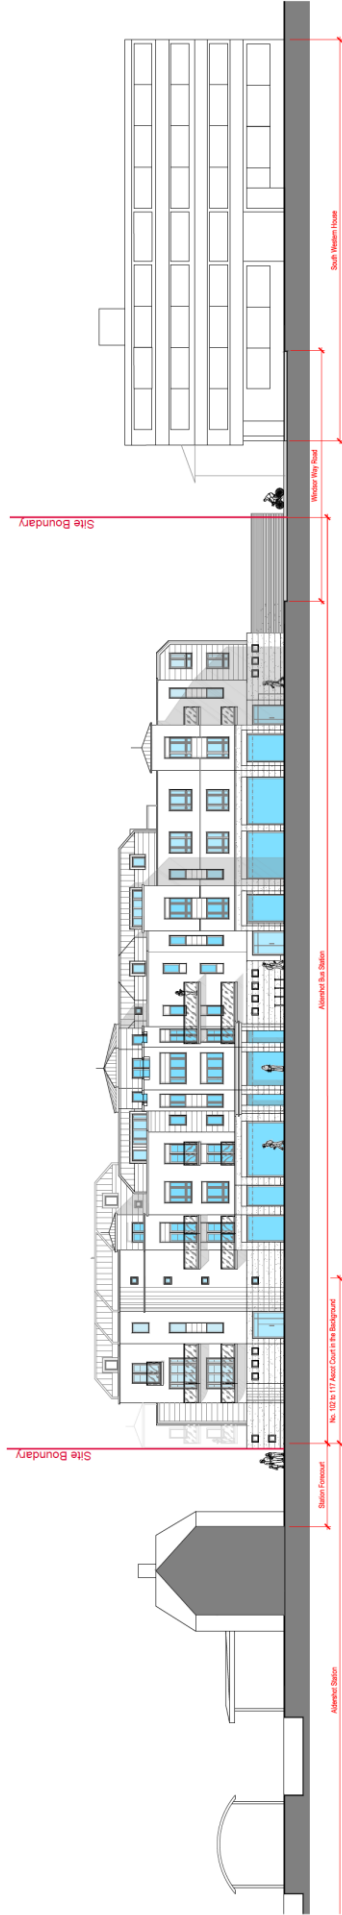 Site Boundary
Site Boundary
South Western House
Windsor Way Road
Aldershot Bus Station
No. 102 to 117 Ascot Court in the Background
Station Forecourt
Aldershot Station